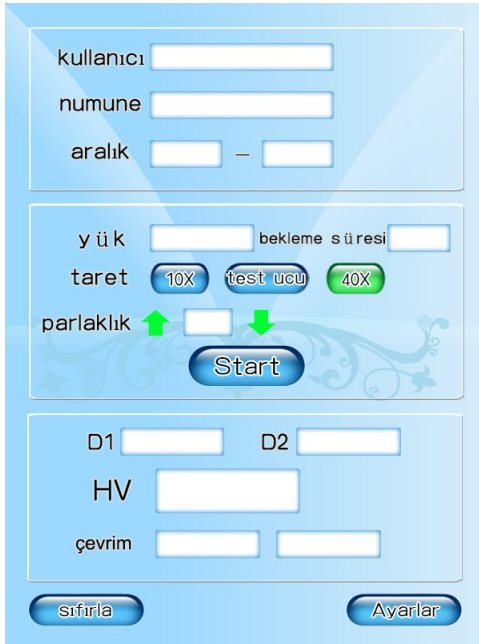 kullanıcı
numune
aralık –
yük bekleme süresi
taret 10X test ucu 40X
parlaklık
Start
D1 D2
HV
çevrim
sıfırla Ayarlar